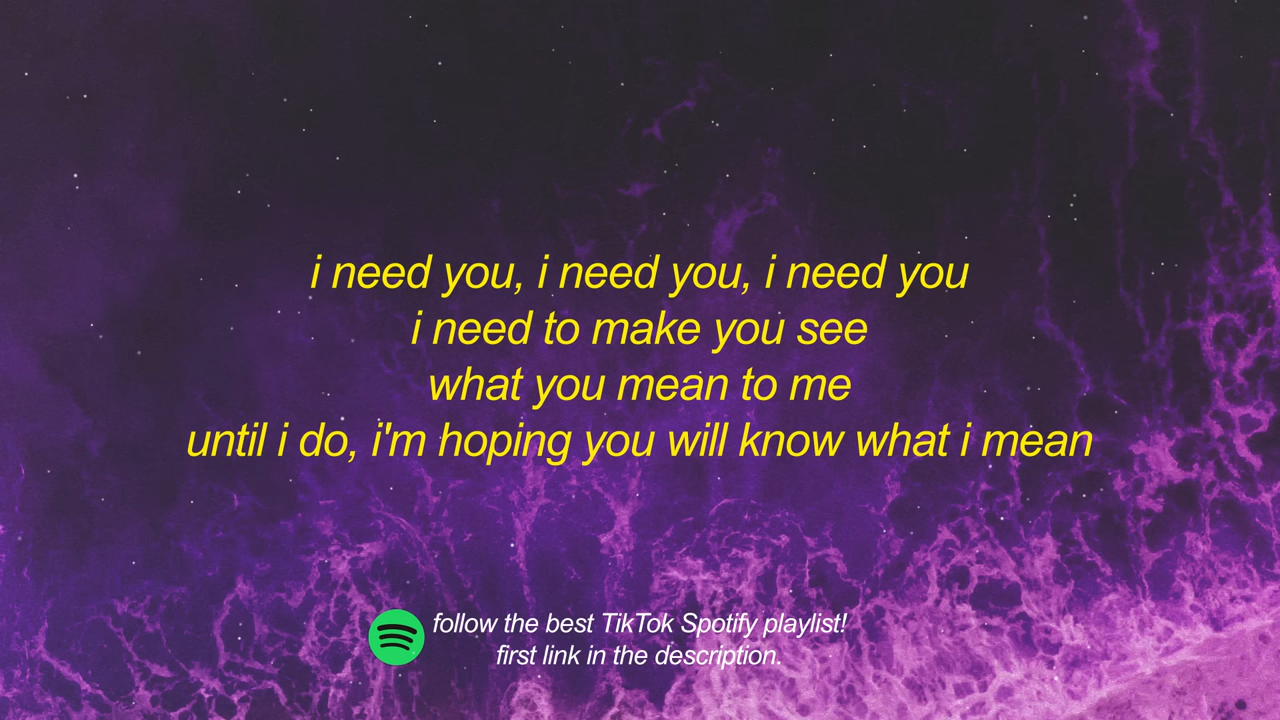 i need you, i need you, i need you
i need to make you see
what you mean to me
until i do, i'm hoping you will know what i mean
follow the best TikTok Spotify playlist!
first link in the description.